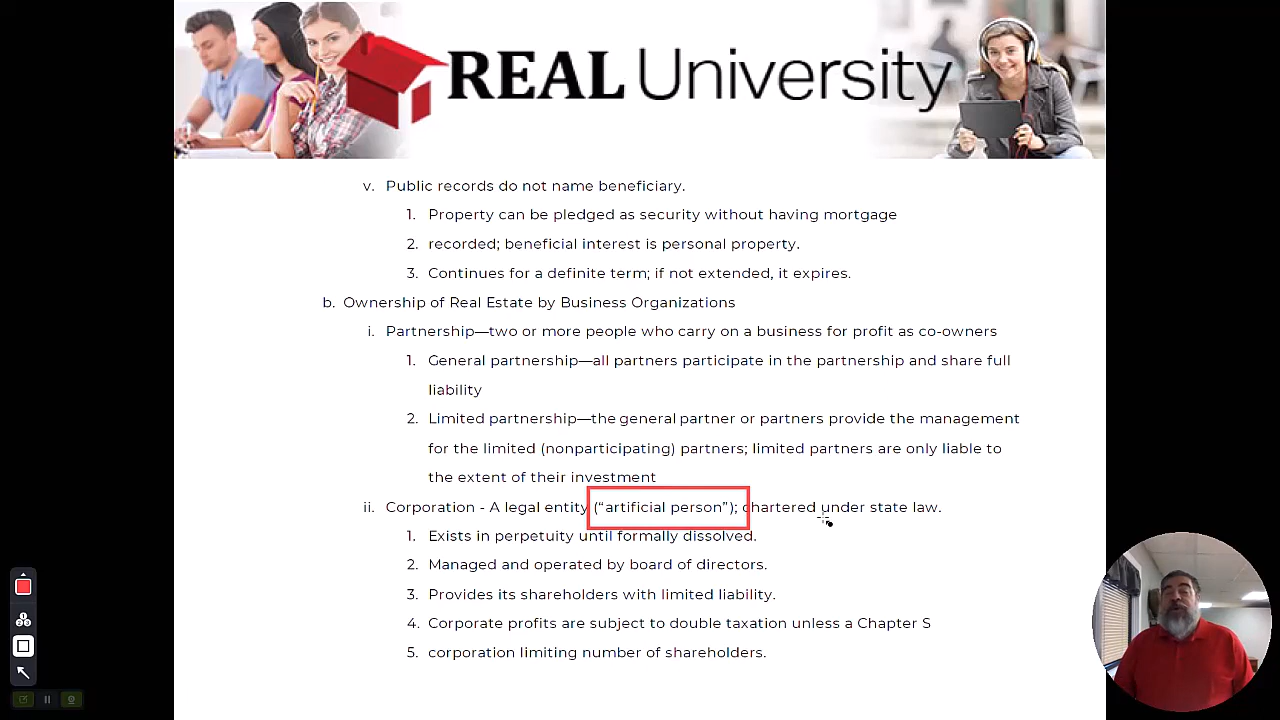 REAL University
v. Public records do not name beneficiary.
1. Property can be pledged as security without having mortgage
2. recorded; beneficial interest is personal property.
3. Continues for a definite term; if not extended, it expires.
b. Ownership of Real Estate by Business Organizations
i. Partnership—two or more people who carry on a business for profit as co-owners
1. General partnership—all partners participate in the partnership and share full
liability
2. Limited partnership—the general partner or partners provide the management
for the limited (nonparticipating) partners; limited partners are only liable to
the extent of their investment
ii. Corporation - A legal entity (“artificial person”); chartered under state law.
1. Exists in perpetuity until formally dissolved.
2. Managed and operated by board of directors.
3. Provides its shareholders with limited liability.
4. Corporate profits are subject to double taxation unless a Chapter S
5. corporation limiting number of shareholders.